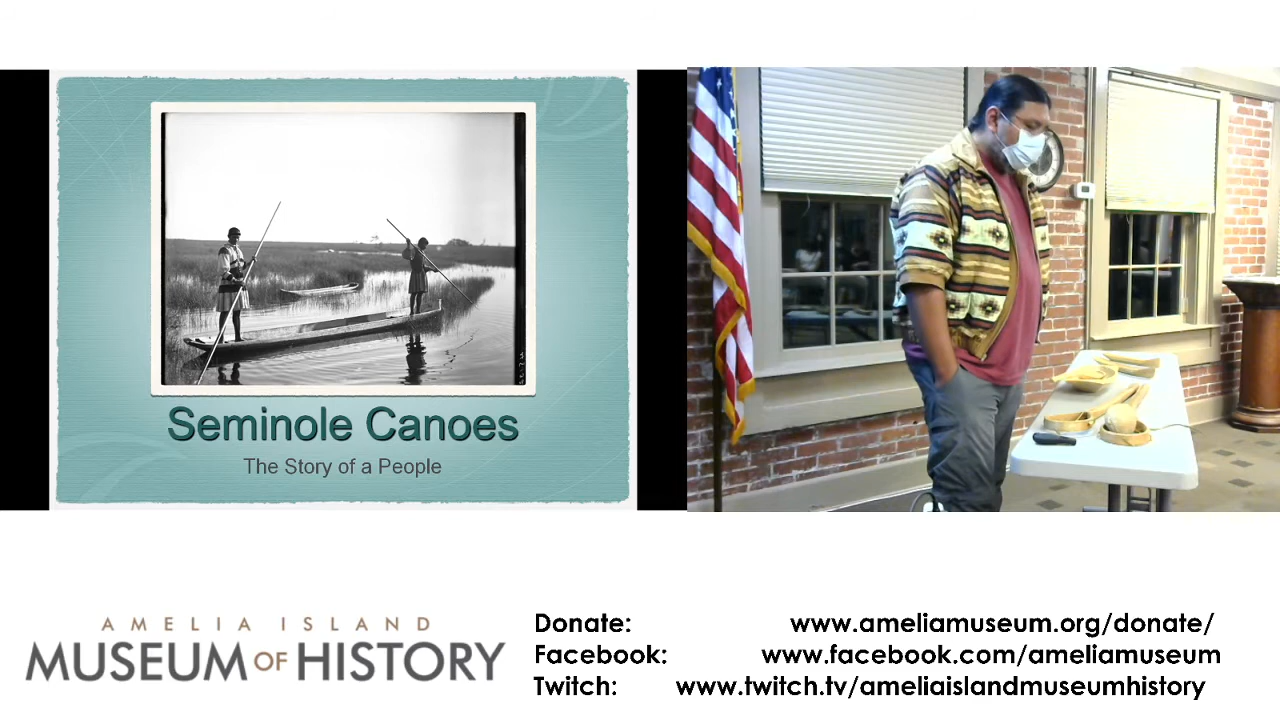 Seminole Canoes
The Story of a People
AMELIA ISLAND
MUSEUM OF HISTORY
Donate: www.ameliamuseum.org/donate/
Facebook: www.facebook.com/ameliamuseum
Twitch: www.twitch.tv/ameliaislandmuseumhistory